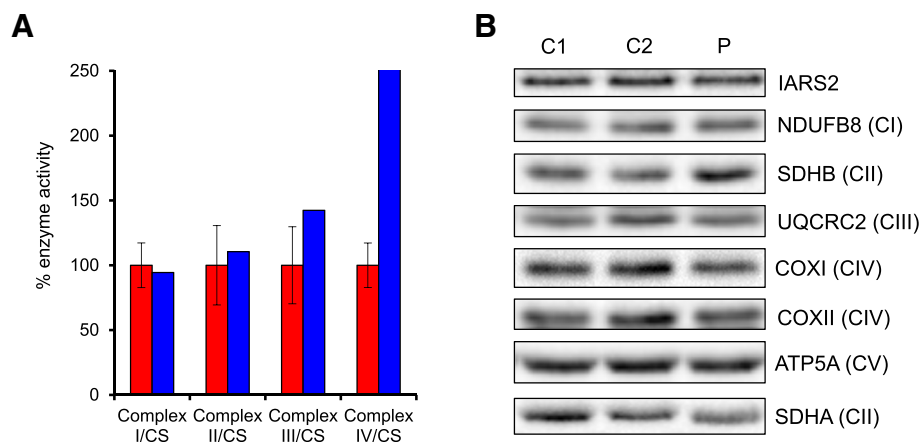 A
% enzyme activity
250
200
150
100
50
0
Complex
I/CS
Complex
II/CS
Complex
III/CS
Complex
IV/CS
B
C1 C2 P
IARS2
NDUFB8 (CI)
SDHB (CII)
UQCRC2 (CIII)
COXI (CIV)
COXII (CIV)
ATP5A (CV)
SDHA (CII)